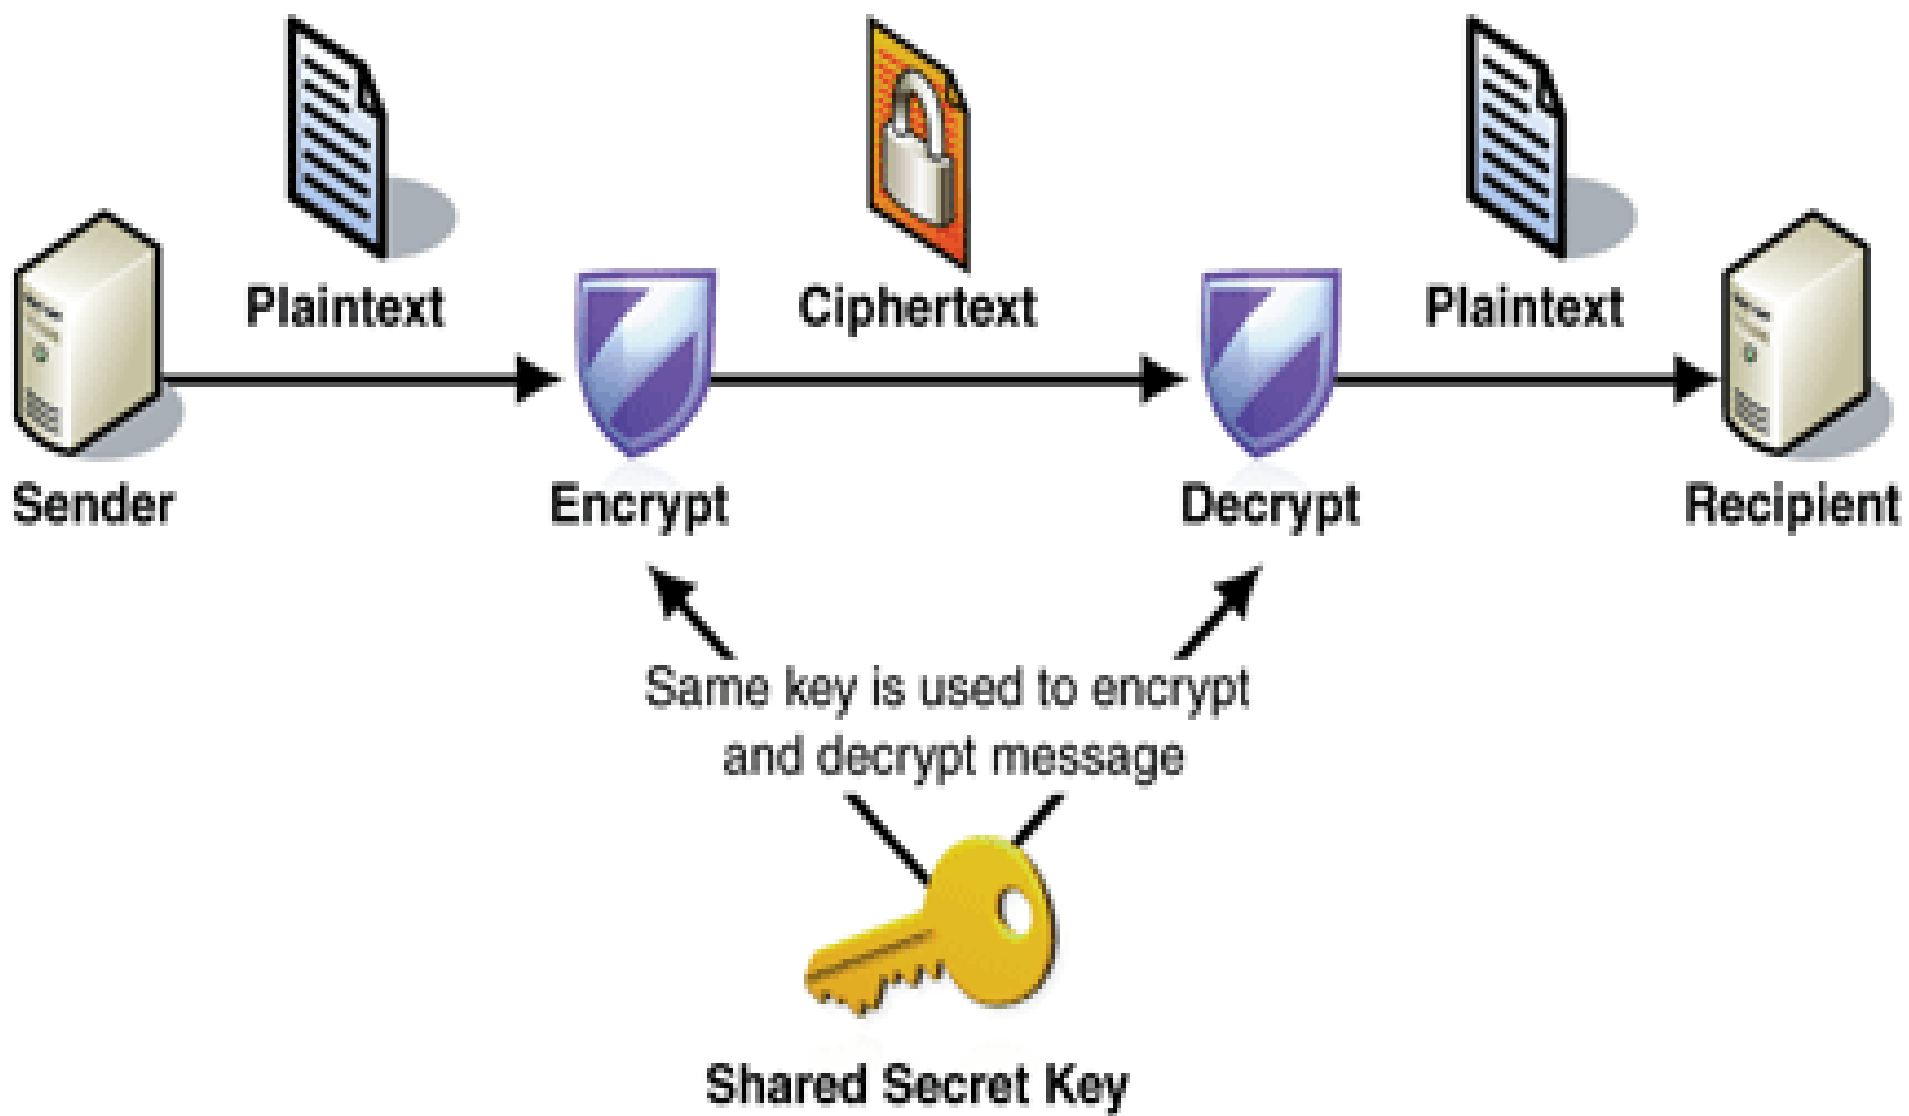 Plaintext
Ciphertext
Plaintext
Sender
Encrypt
Decrypt
Recipient
Same key is used to encrypt
and decrypt message
Shared Secret Key